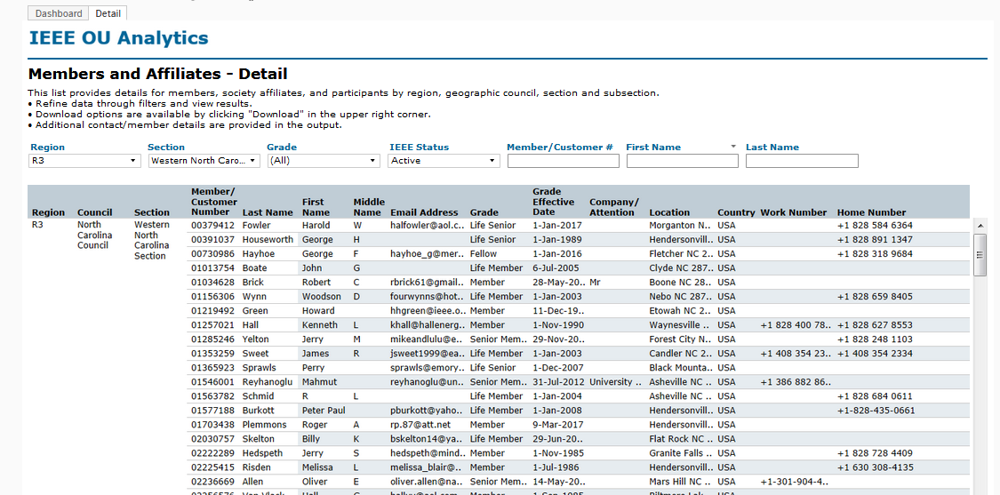 Dashboard Detail
IEEE OU Analytics
Members and Affiliates - Detail
This list provides details for members, society affiliates, and participants by region, geographic council, section and subsection.
• Refine data through filters and view results.
• Download options are available by clicking "Download" in the upper right corner.
• Additional contact/member details are provided in the output.
Region Section Grade IEEE Status Member/Customer # First Name Last Name
R3 Western North Caro... (All) Active
Region Council Section Member/ Customer Number Last Name First Name Middle Name Email Address Grade Grade Effective Date Company/ Attention Location Country Work Number Home Number
R3 North Carolina Council Western North Carolina Section
00379412 Fowler Harold W halfowler@aol.c.. Life Senior 1-Jan-2017 Morganton N.. USA +1 828 584 6364
00391037 Houseworth George H Life Senior 1-Jan-1989 Hendersonvill.. USA +1 828 891 1347
00730986 Hayhoe George F hayhoe_g@mer.. Fellow 1-Jan-2016 Fletcher NC 2.. USA +1 828 318 9684
01013754 Boate John G Life Member 6-Jul-2005 Clyde NC 287.. USA
01034628 Brick Robert C rbrick61@gmail.. Member 28-May-20.. Mr Boone NC 28.. USA
01156306 Wynn Woodson D fourwynns@hot.. Life Member 1-Jan-2003 Nebo NC 287.. USA +1 828 659 8405
01219492 Green Howard hhgreen@ieee.o.. Member 11-Dec-19.. Etowah NC 2.. USA
01257021 Hall Kenneth L khall@hallenerg.. Member 1-Nov-1990 Waynesville .. USA +1 828 400 78.. +1 828 627 8553
01285246 Yelton Jerry M mikeandlulu@e.. Senior Mem.. 29-Nov-20.. Forest City N.. USA +1 828 248 1103
01353259 Sweet James R jsweet1999@ea.. Life Member 1-Jan-2003 Candler NC 2.. USA +1 408 354 23.. +1 408 354 2334
01365923 Sprawls Perry sprawls@emory.. Life Senior 1-Dec-2007 Black Mounta.. USA
01546001 Reyhanoglu Mahmut reyhanoglu@un.. Senior Mem.. 31-Jul-2012 University .. Asheville NC .. USA +1 386 882 86..
01563782 Schmid R L Life Member 1-Jan-2004 Asheville NC .. USA +1 828 684 0611
01577188 Burkott Peter Paul pburkott@yaho.. Life Member 1-Jan-2008 Hendersonvill.. USA +1-828-435-0661
01703438 Plemmons Roger A rp.87@att.net Member 9-Mar-2017 Hendersonvill.. USA
02030757 Skelton Billy K bskelton14@ya.. Life Member 29-Jun-20.. Flat Rock NC .. USA
02222289 Hedspeth Jerry S hedspeth@mind.. Member 1-Nov-1985 Granite Falls .. USA +1 828 728 4409
02225415 Risden Melissa L melissa_blair@.. Member 1-Jul-1986 Hendersonvill.. USA +1 630 308-4135
02236669 Allen Oliver E oliver.allen@na.. Senior Mem.. 14-May-20.. Mars Hill NC .. USA +1-301-904-4..